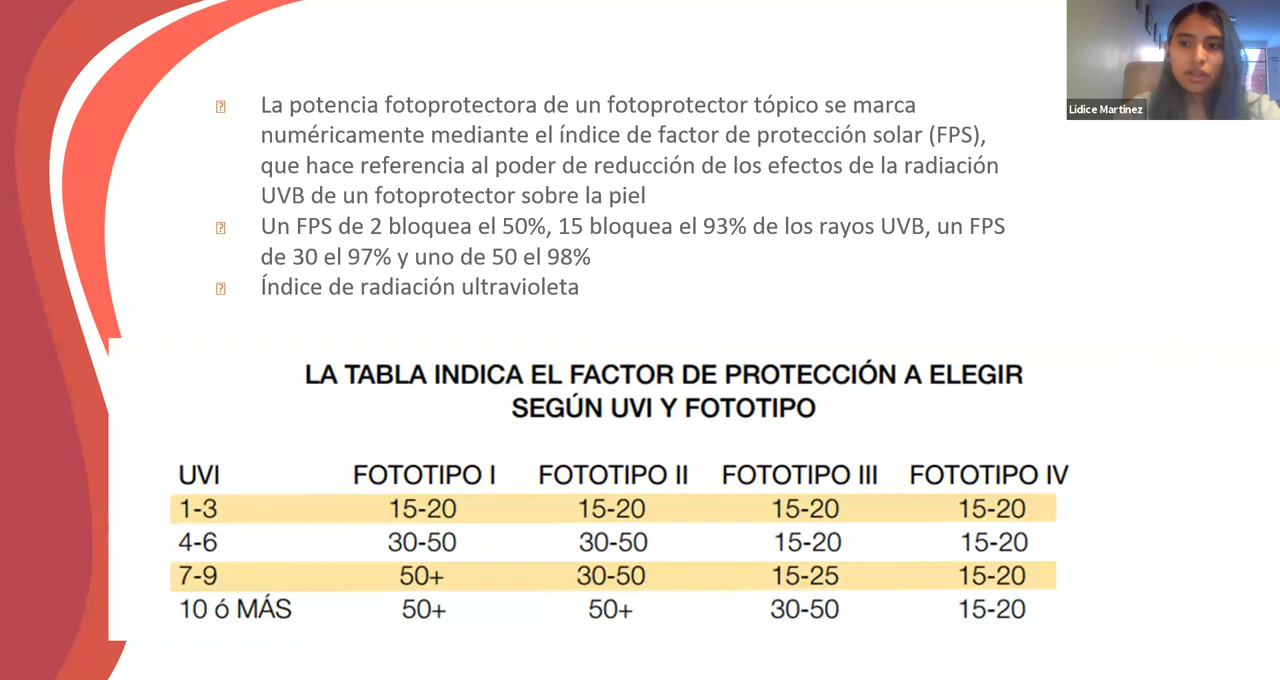 La potencia fotoprotectora de un fotoprotector tópico se marca
numéricamente mediante el índice de factor de protección solar (FPS),
que hace referencia al poder de reducción de los efectos de la radiación
UVB de un fotoprotector sobre la piel
Un FPS de 2 bloquea el 50%, 15 bloquea el 93% de los rayos UVB, un FPS
de 30 el 97% y uno de 50 el 98%
Índice de radiación ultravioleta
Lidice Martinez
LA TABLA INDICA EL FACTOR DE PROTECCIÓN A ELEGIR
SEGÚN UVI Y FOTOTIPO
UVI FOTOTIPO I FOTOTIPO II FOTOTIPO III FOTOTIPO IV
1-3 15-20 15-20 15-20 15-20
4-6 30-50 30-50 15-20 15-20
7-9 50+ 30-50 15-25 15-20
10 ó MÁS 50+ 50+ 30-50 15-20